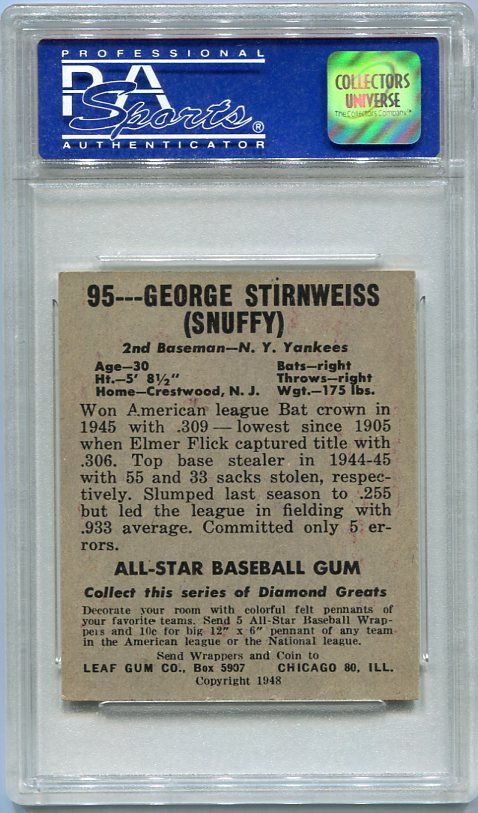 PROFESSIONAL
PSA
Sports®
AUTHENTICATOR
COLLECTORS
UNIVERSE
The Collectors Company™
95---GEORGE STIRNWEISS
(SNUFFY)
2nd Baseman—N. Y. Yankees
Age—30 Bats—right
Ht.—5' 8½" Throws—right
Home—Crestwood, N. J. Wgt.—175 lbs.
Won American league Bat crown in
1945 with .309 — lowest since 1905
when Elmer Flick captured title with
.306. Top base stealer in 1944-45
with 55 and 33 sacks stolen, respec-
tively. Slumped last season to .255
but led the league in fielding with
.933 average. Committed only 5 er-
rors.
ALL-STAR BASEBALL GUM
Collect this series of Diamond Greats
Decorate your room with colorful felt pennants of
your favorite teams. Send 5 All-Star Baseball Wrap-
pers and 10c for big 12" x 6" pennant of any team
in the American league or the National league.
Send Wrappers and Coin to
LEAF GUM CO., Box 5937 CHICAGO 80, ILL.
Copyright 1948